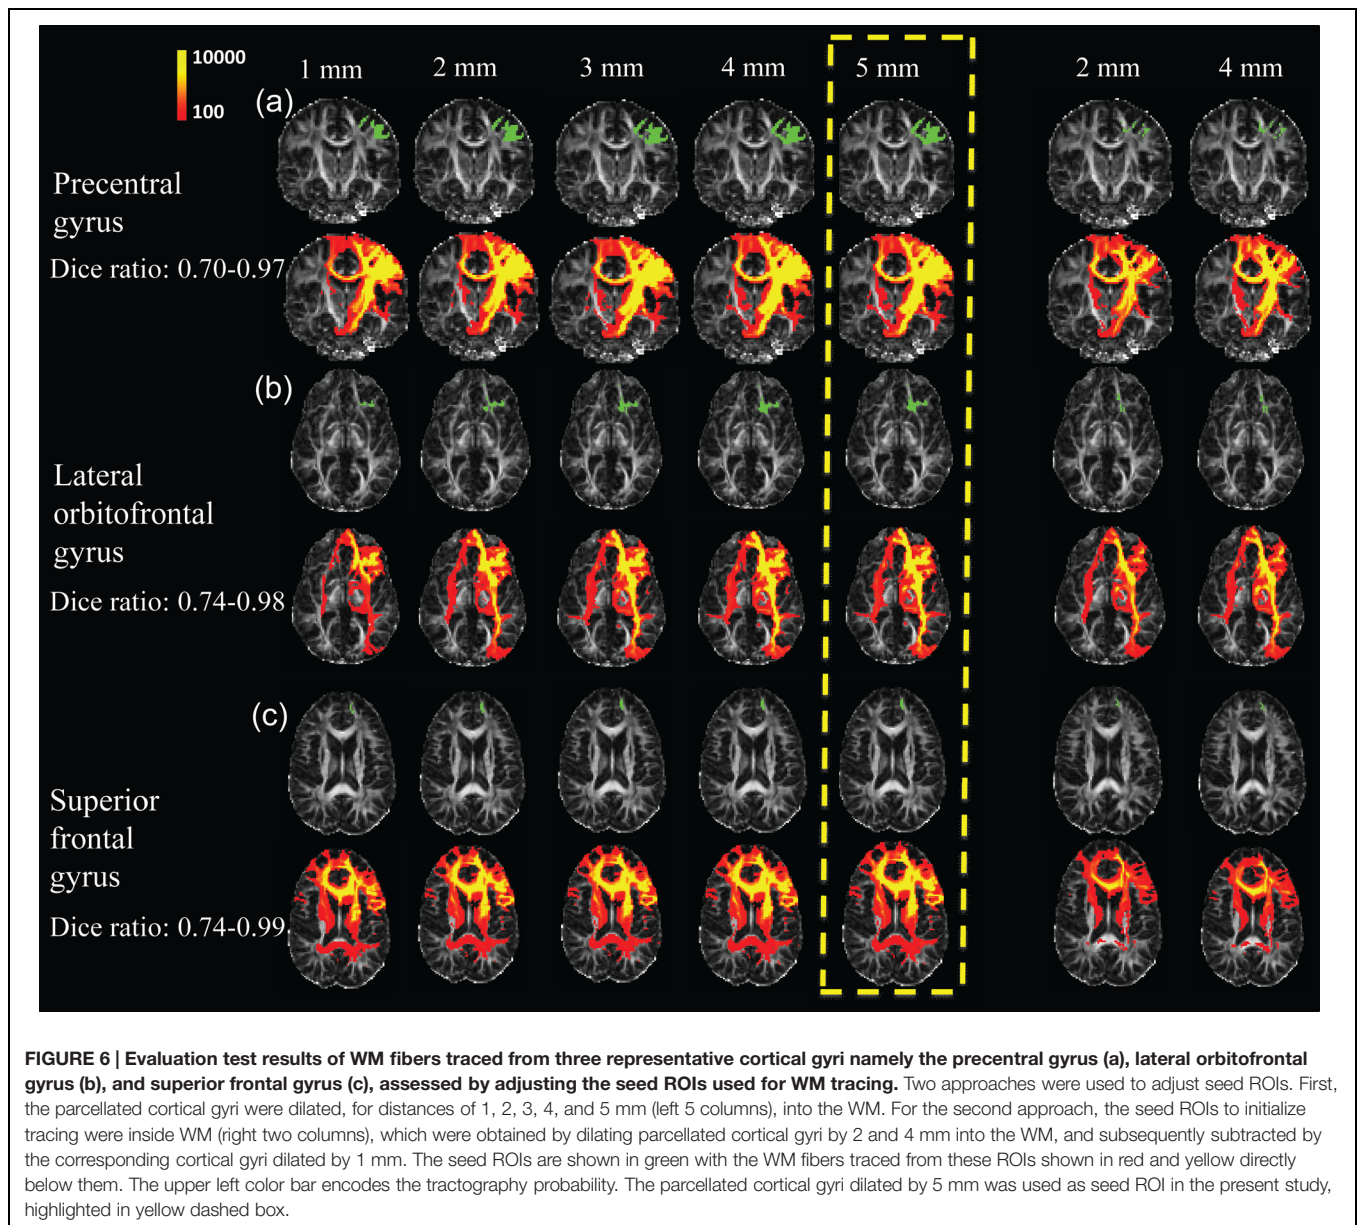 10000
100
1 mm 2 mm 3 mm 4 mm 5 mm 2 mm 4 mm
(a)
Precentral
gyrus
Dice ratio: 0.70-0.97
(b)
Lateral
orbitofrontal
gyrus
Dice ratio: 0.74-0.98
(c)
Superior
frontal
gyrus
Dice ratio: 0.74-0.99
FIGURE 6 | Evaluation test results of WM fibers traced from three representative cortical gyri namely the precentral gyrus (a), lateral orbitofrontal
gyrus (b), and superior frontal gyrus (c), assessed by adjusting the seed ROIs used for WM tracing. Two approaches were used to adjust seed ROIs. First,
the parcellated cortical gyri were dilated, for distances of 1, 2, 3, 4, and 5 mm (left 5 columns), into the WM. For the second approach, the seed ROIs to initialize
tracing were inside WM (right two columns), which were obtained by dilating parcellated cortical gyri by 2 and 4 mm into the WM, and subsequently subtracted by
the corresponding cortical gyri dilated by 1 mm. The seed ROIs are shown in green with the WM fibers traced from these ROIs shown in red and yellow directly
below them. The upper left color bar encodes the tractography probability. The parcellated cortical gyri dilated by 5 mm was used as seed ROI in the present study,
highlighted in yellow dashed box.